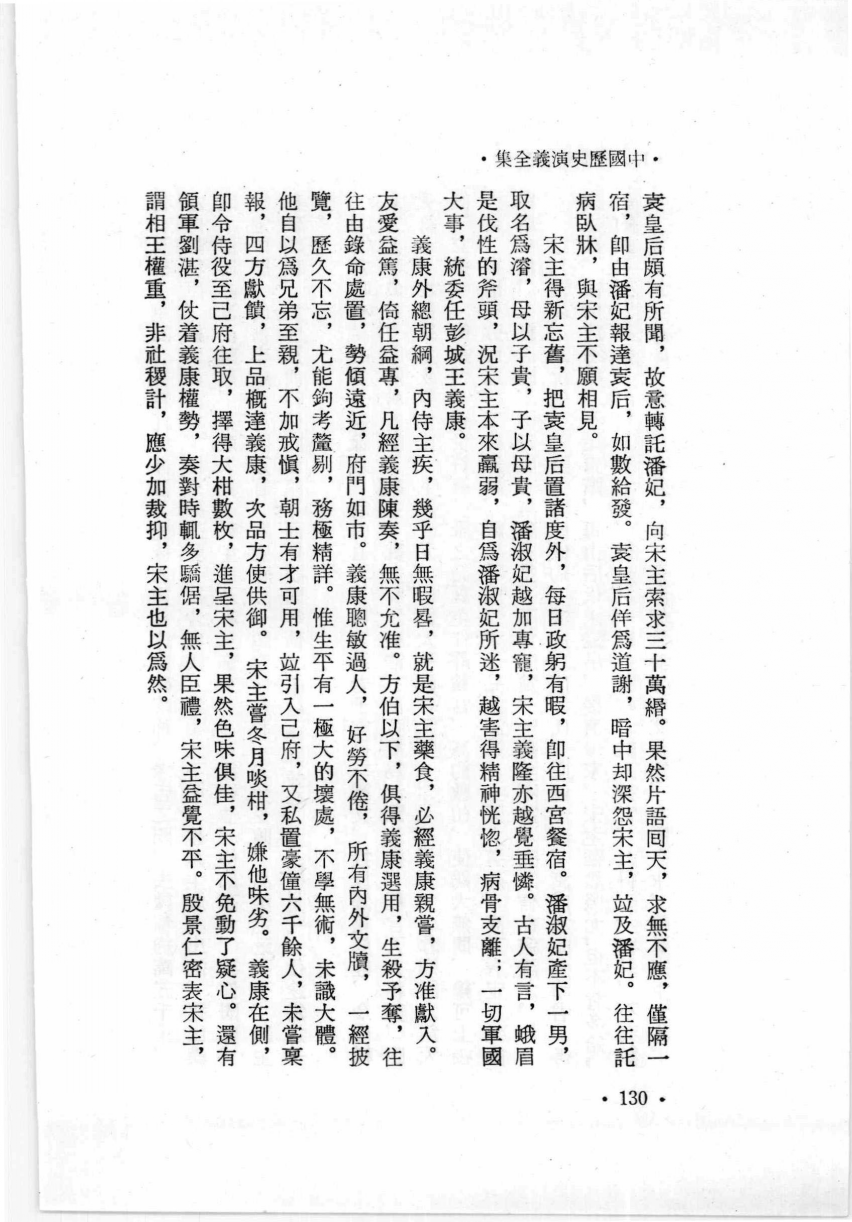 ・中國歷史演義全集・
袁皇后頗有所聞，故意轉託潘妃，向宋主索求三十萬緡。果然片語囘天，求無不應，僅隔一
宿，卽由潘妃報達袁后，如數給發。袁皇后佯爲道謝，暗中却深怨宋主，竝及潘妃。往往託
病臥牀，與宋主不願相見。
宋主得新忘舊，把袁皇后置諸度外，每日政躬有暇，卽往西宮餐宿。潘淑妃產下一男，
取名爲濬，母以子貴，子以母貴，潘淑妃越加專寵，宋主義隆亦越覺垂憐。古人有言，蛾眉
是伐性的斧頭，況宋主本來羸弱，自爲潘淑妃所迷，越害得精神恍惚，病骨支離；一切軍國
大事，統委任彭城王義康。
義康外總朝綱，內侍主疾，幾乎日無暇晷，就是宋主藥食，必經義康親嘗，方准獻入。
友愛益篤，倚任益專，凡經義康陳奏，無不允准。方伯以下，俱得義康選用，生殺予奪，往
往由錄命處置，勢傾遠近，府門如市。義康聰敏過人，好勞不倦，所有內外文牘，一經披
覽，歷久不忘，尤能鉤考釐剔，務極精詳。惟生平有一極大的壞處，不學無術，未識大體。
他自以爲兄弟至親，不加戒愼，朝士有才可用，竝引入己府，又私置豪僮六千餘人，未嘗稟
報，四方獻饋，上品槪達義康，次品方使供御。宋主嘗冬月啖柑，嫌他味劣。義康在側，
卽令侍役至己府往取，擇得大柑數枚，進呈宋主，果然色味俱佳，宋主不免動了疑心。還有
領軍劉湛，仗着義康權勢，奏對時輒多驕倨，無人臣禮，宋主益覺不平。殷景仁密表宋主，
謂相王權重，非社稷計，應少加裁抑，宋主也以爲然。
・130・